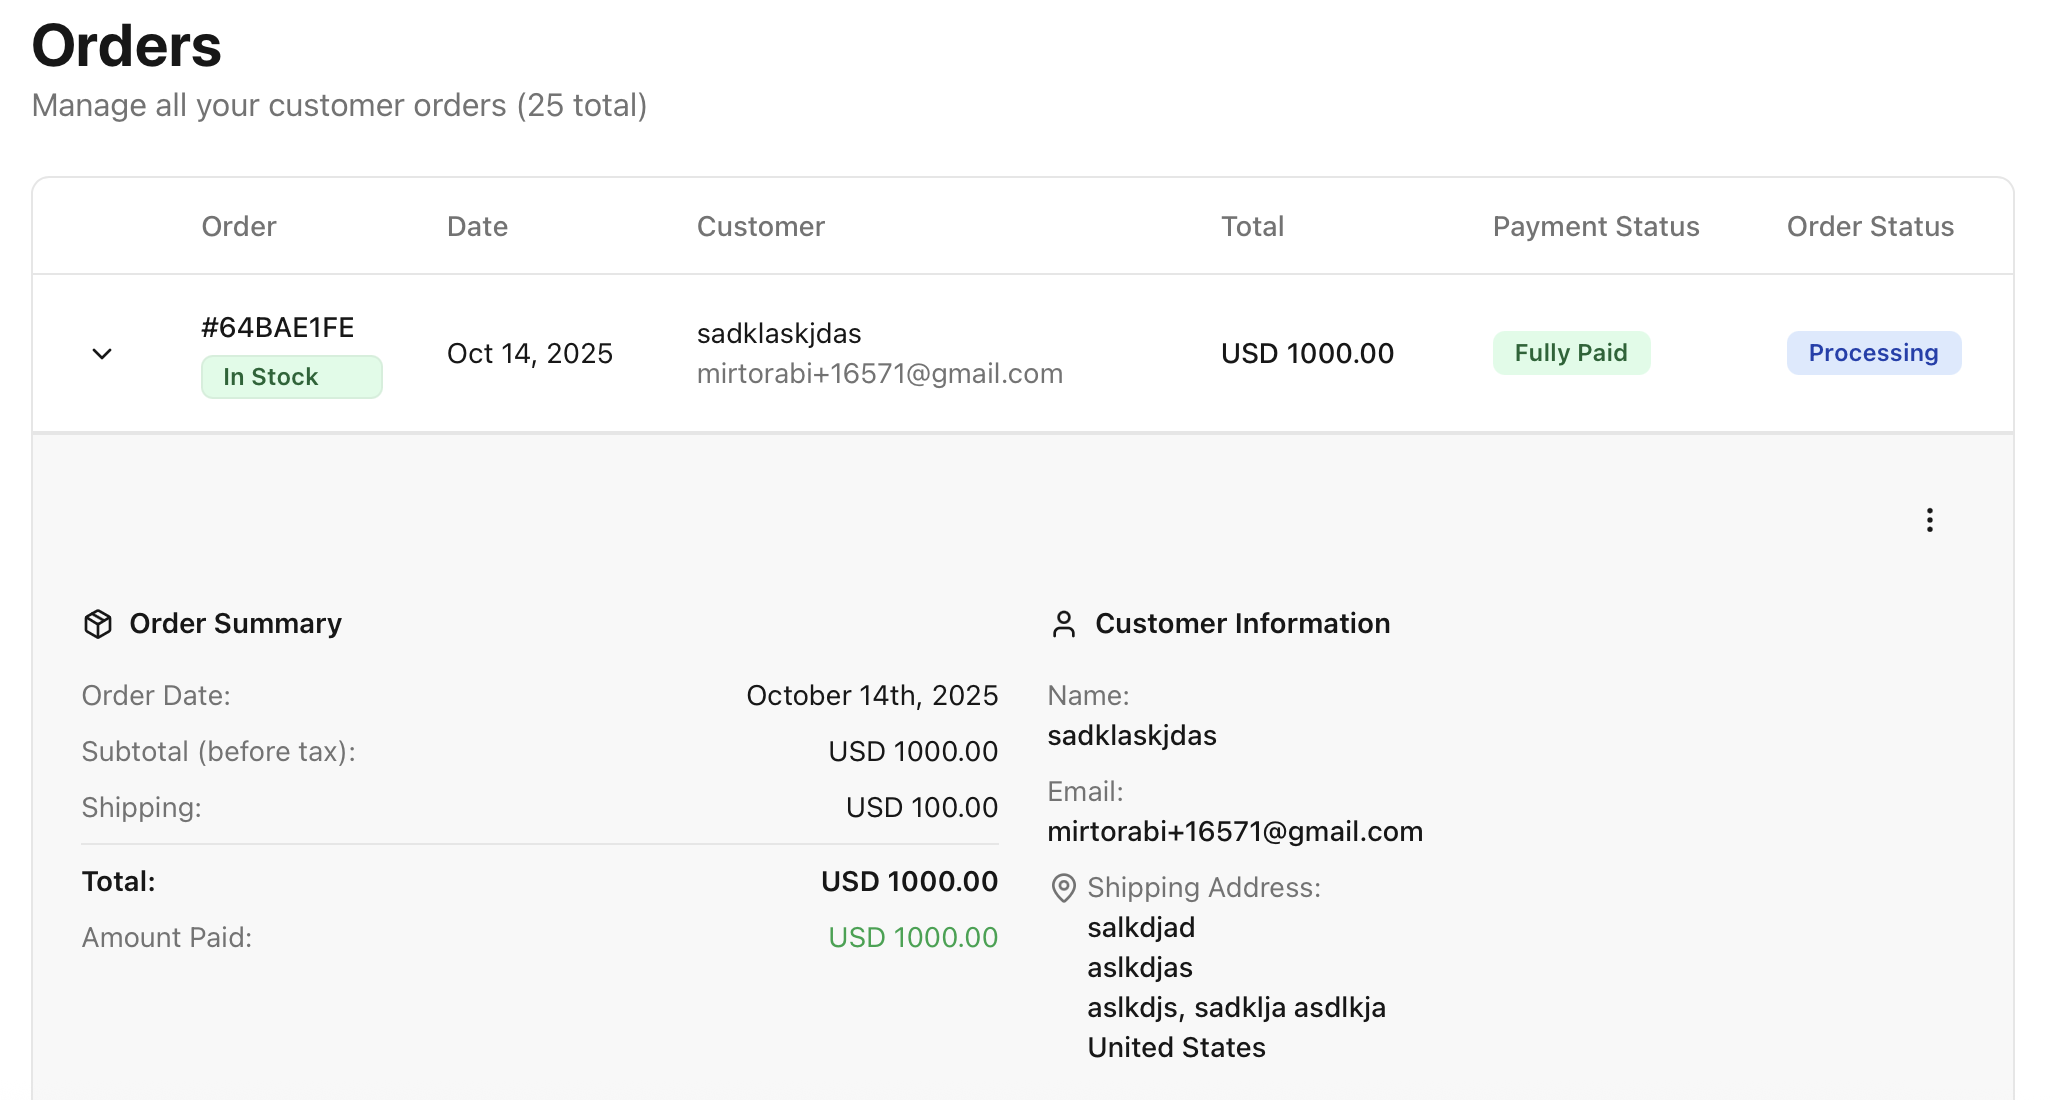 Orders
Manage all your customer orders (25 total)
Order Date Customer Total Payment Status Order Status
#64BAE1FE
In Stock
Oct 14, 2025
sadklaskjdas
mirtorabi+16571@gmail.com
USD 1000.00
Fully Paid
Processing
Order Summary
Order Date: October 14th, 2025
Subtotal (before tax): USD 1000.00
Shipping: USD 100.00
Total: USD 1000.00
Amount Paid: USD 1000.00
Customer Information
Name:
sadklaskjdas
Email:
mirtorabi+16571@gmail.com
Shipping Address:
salkdjad
aslkdjas
aslkdjs, sadklja asdlkja
United States